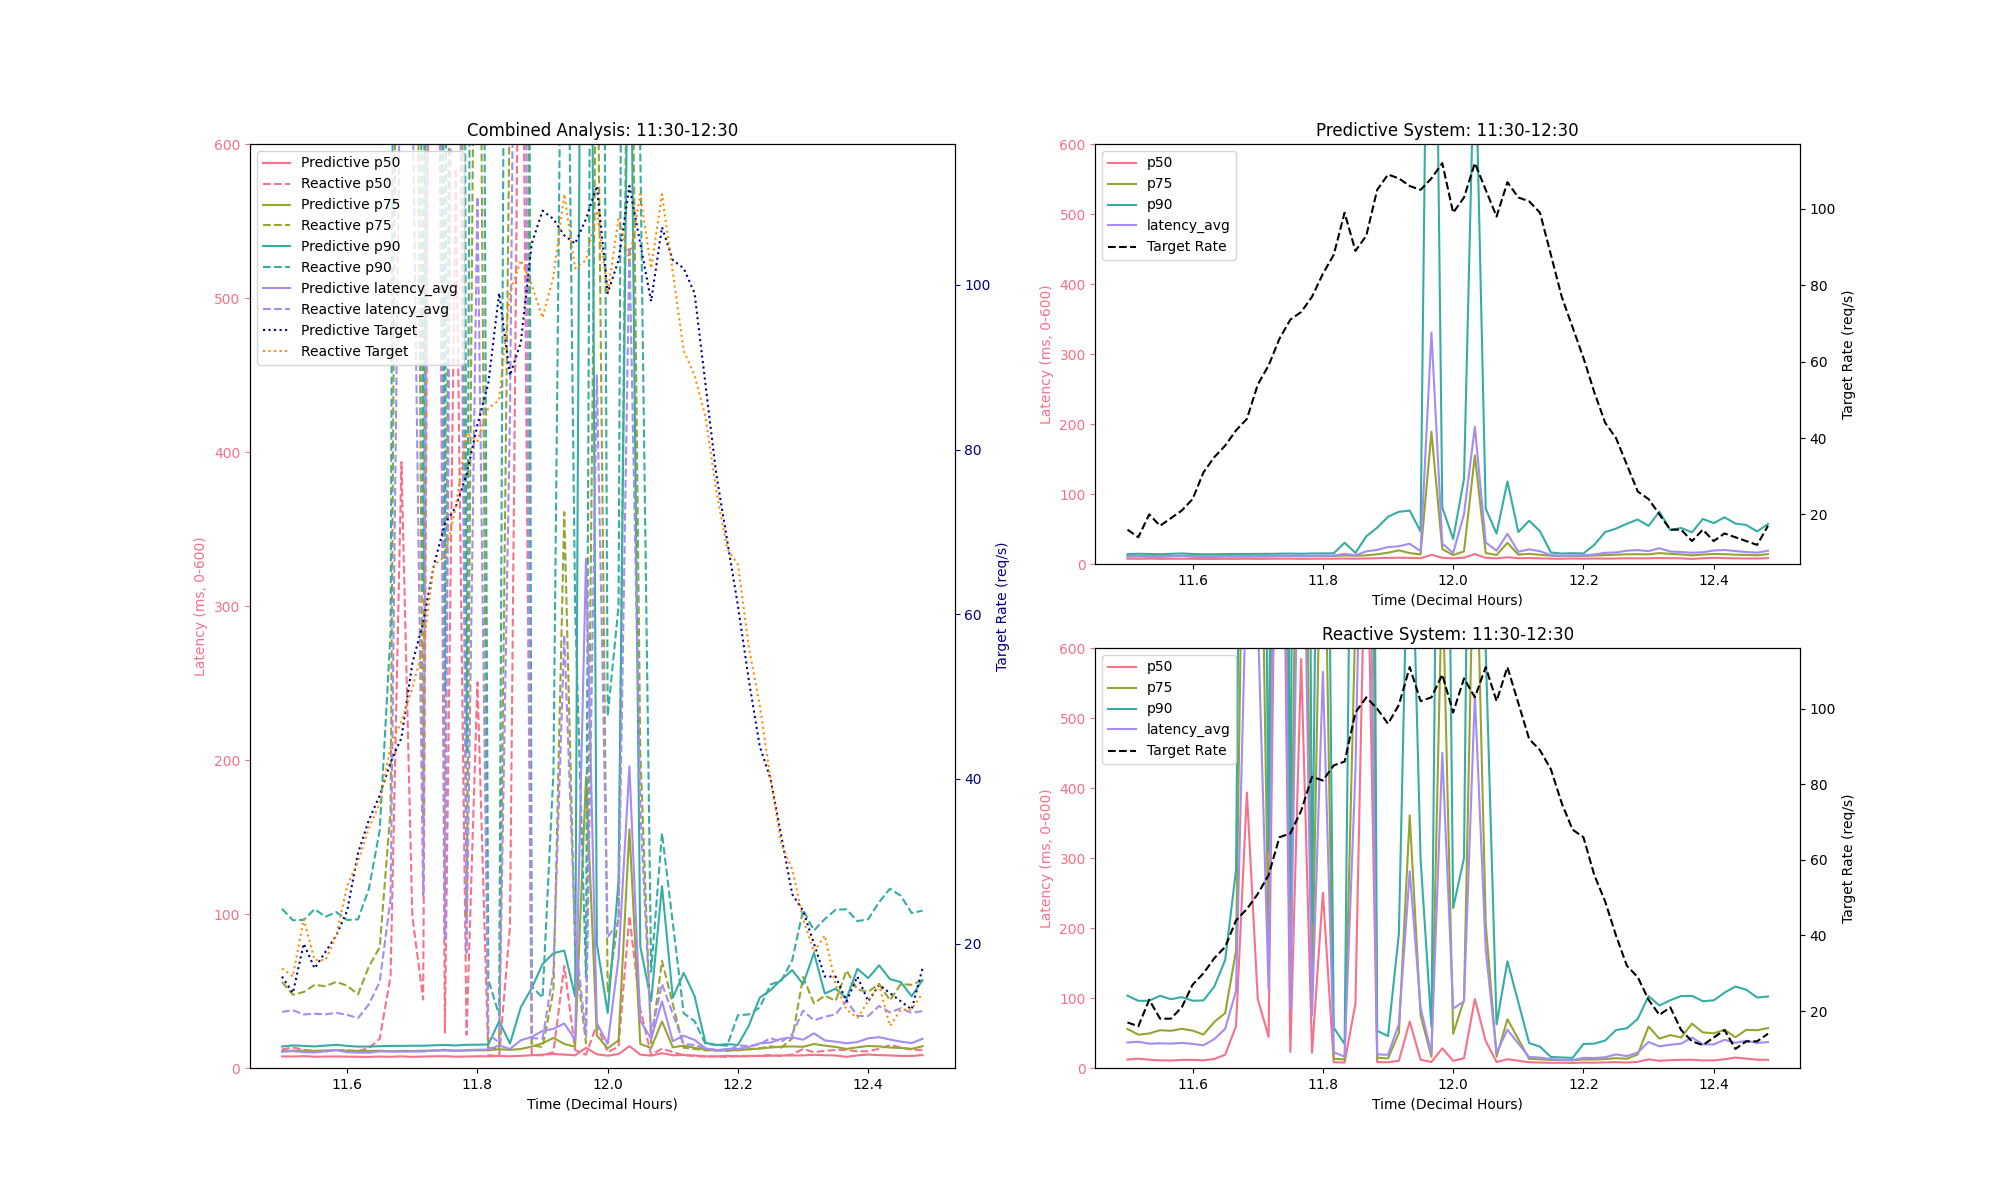 Combined Analysis: 11:30-12:30
600
500
400
300
200
100
0
Latency (ms, 0-600)
Predictive p50
Reactive p50
Predictive p75
Reactive p75
Predictive p90
Reactive p90
Predictive latency_avg
Reactive latency_avg
Predictive Target
Reactive Target
100
80
60
40
20
Target Rate (req/s)
11.6 11.8 12.0 12.2 12.4
Time (Decimal Hours)
Predictive System: 11:30-12:30
600
500
400
300
200
100
0
Latency (ms, 0-600)
p50
p75
p90
latency_avg
Target Rate
100
80
60
40
20
Target Rate (req/s)
11.6 11.8 12.0 12.2 12.4
Time (Decimal Hours)
Reactive System: 11:30-12:30
600
500
400
300
200
100
0
Latency (ms, 0-600)
p50
p75
p90
latency_avg
Target Rate
100
80
60
40
20
Target Rate (req/s)
11.6 11.8 12.0 12.2 12.4
Time (Decimal Hours)